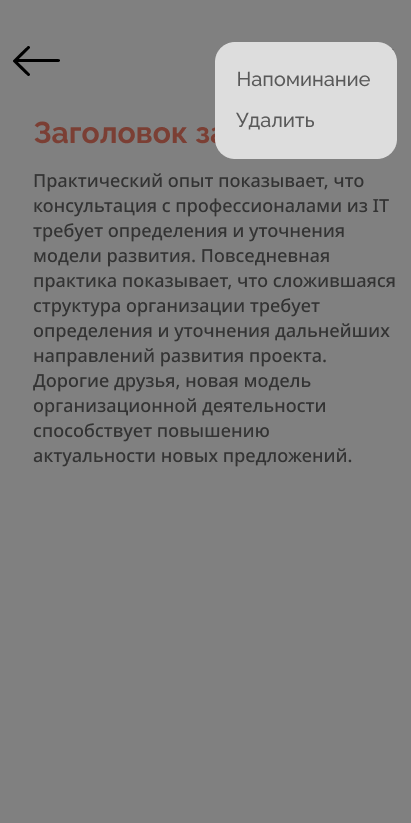 Напоминание
Удалить
Заголовок
Практический опыт показывает, что
консультация с профессионалами из IT
требует определения и уточнения
модели развития. Повседневная
практика показывает, что сложившаяся
структура организации требует
определения и уточнения дальнейших
направлений развития проекта.
Дорогие друзья, новая модель
организационной деятельности
способствует повышению
актуальности новых предложений.